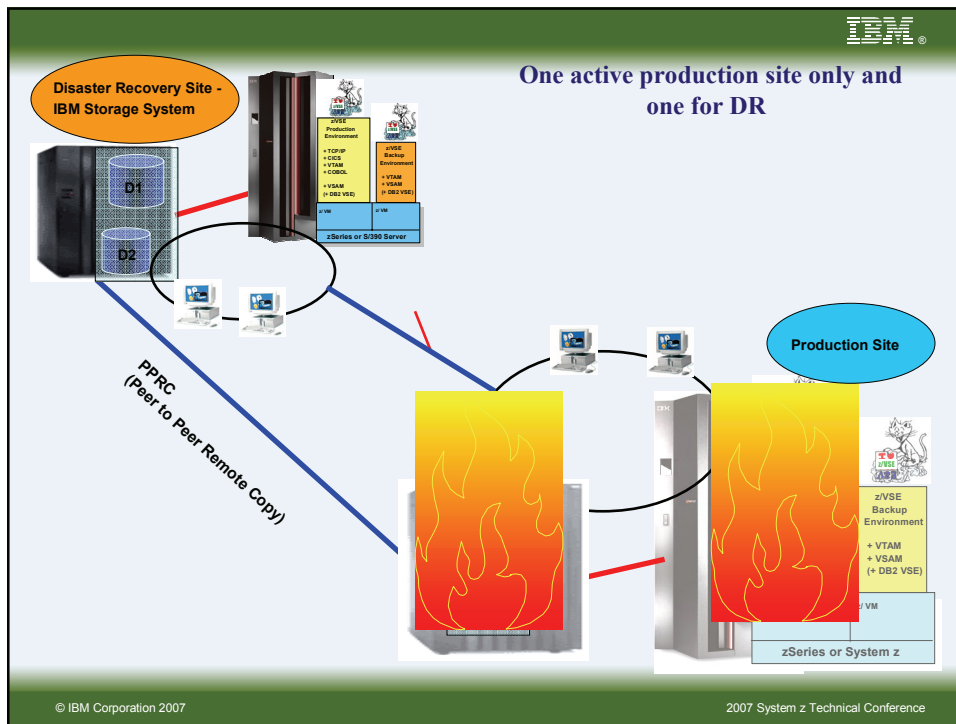 IBM ®
One active production site only and
one for DR
Disaster Recovery Site -
IBM Storage System
D1
D2
z/VSE
Production
Environment
+ TCP/IP
+ CICS
+ VTAM
+ COBOL
+ VSAM
(+ DB2 VSE)
z/VSE
Backup
Environment
+ VTAM
+ VSAM
(+ DB2 VSE)
z/VM
z/VM
zSeries or S/390 Server
PPRC
(Peer to Peer Remote Copy)
Production Site
IBM
z/VSE
z/VSE
Backup
Environment
+ VTAM
+ VSAM
(+ DB2 VSE)
z/ VM
zSeries or System z
© IBM Corporation 2007
2007 System z Technical Conference